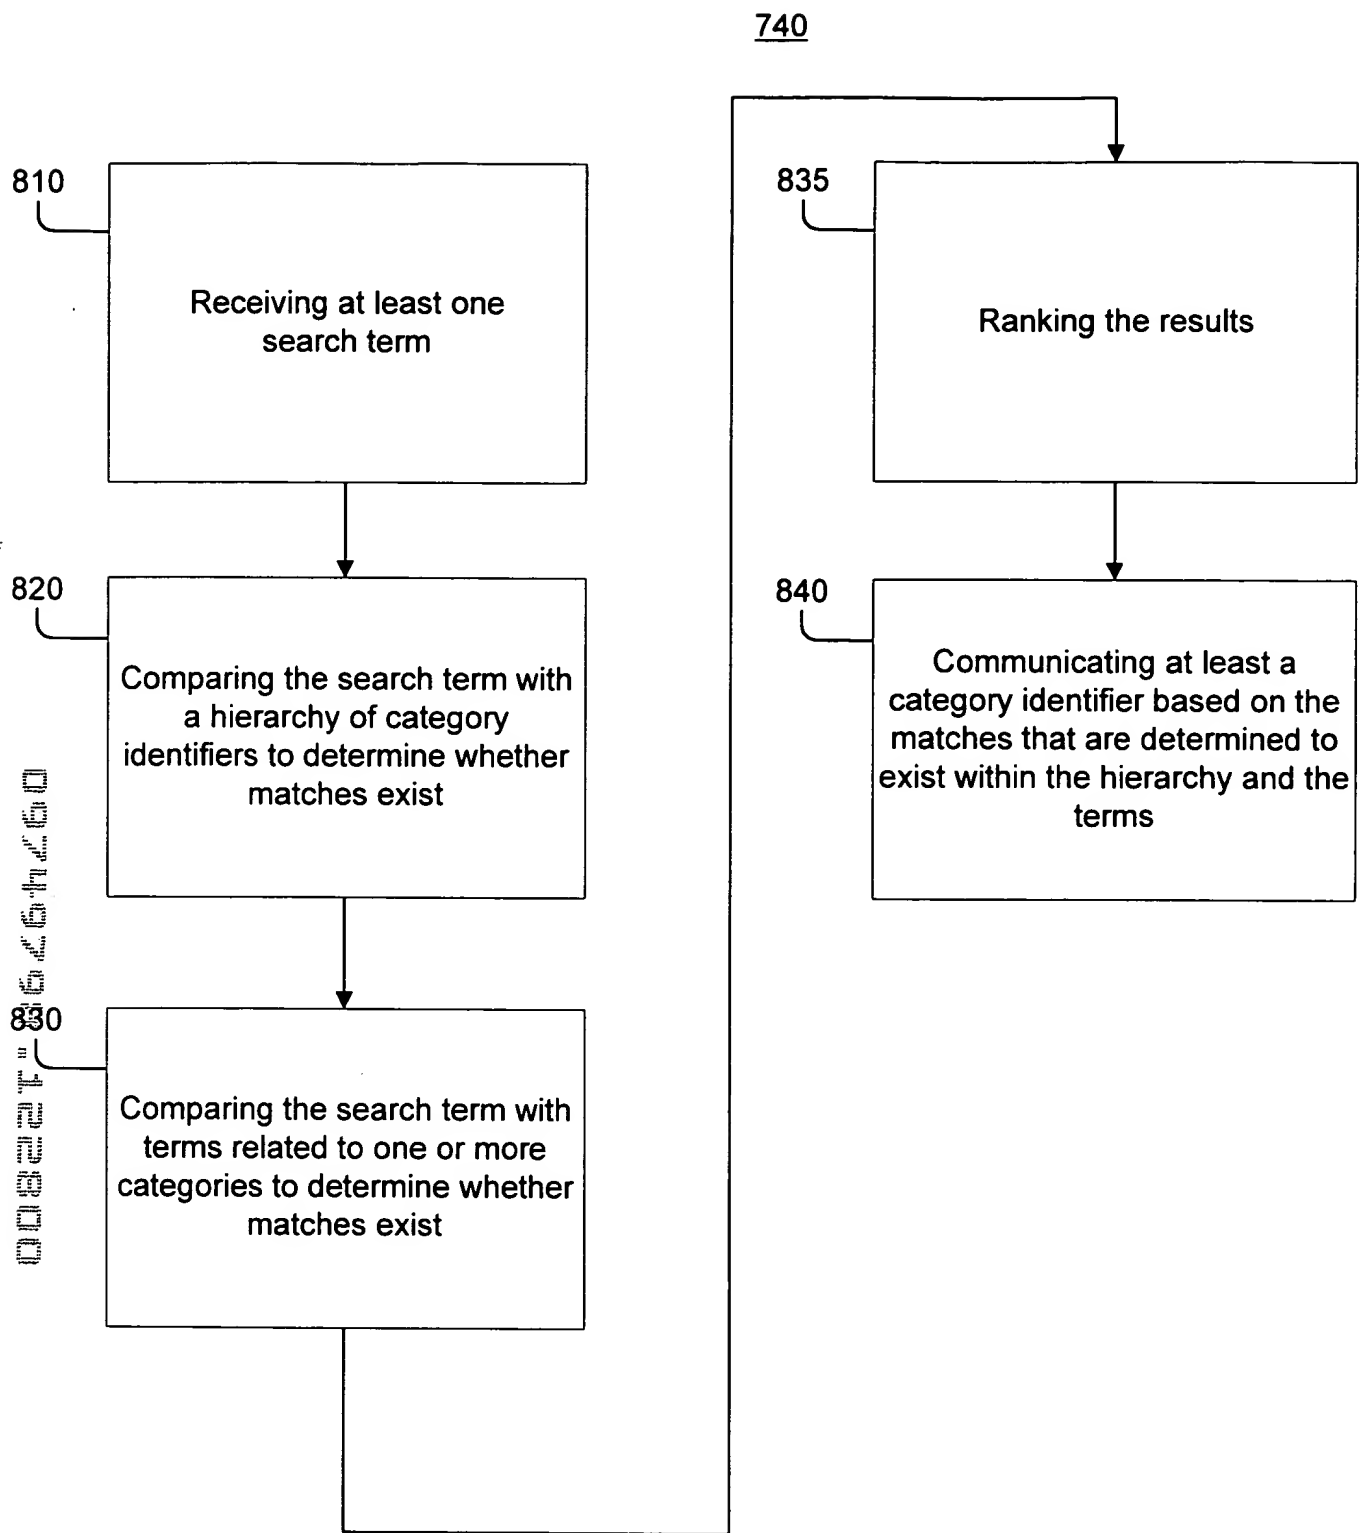 740
810
Receiving at least one
search term
820
Comparing the search term with
a hierarchy of category
identifiers to determine whether
matches exist
830
Comparing the search term with
terms related to one or more
categories to determine whether
matches exist
835
Ranking the results
840
Communicating at least a
category identifier based on the
matches that are determined to
exist within the hierarchy and the
terms